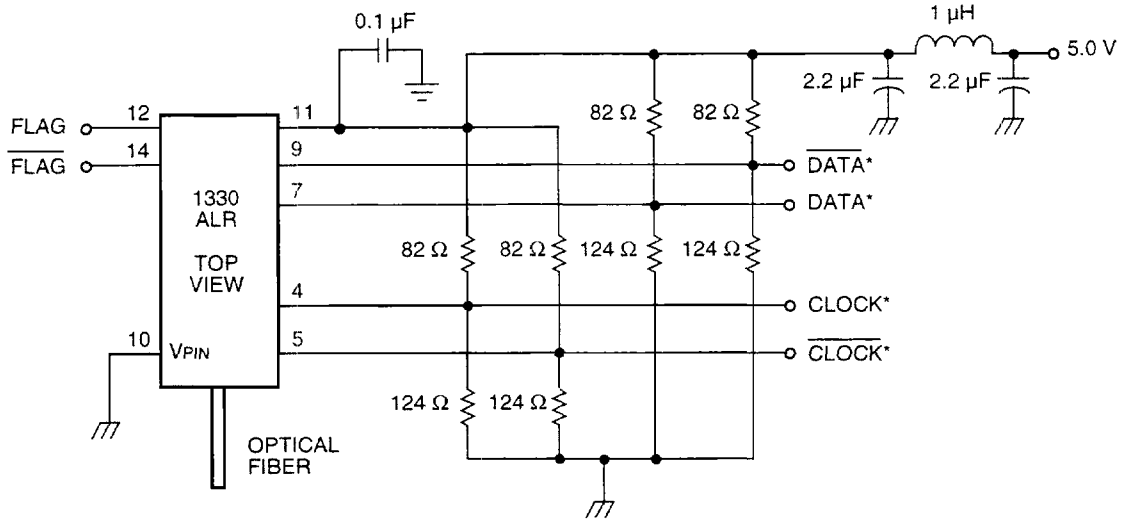 0.1 µF
1 µH
5.0 V
2.2 µF
2.2 µF
82 Ω
82 Ω
12
11
FLAG
14
9
FLAG
DATA*
7
DATA*
1330
ALR
TOP
VIEW
82 Ω
82 Ω
124 Ω
124 Ω
4
CLOCK*
10
VPIN
5
CLOCK*
124 Ω
124 Ω
OPTICAL
FIBER